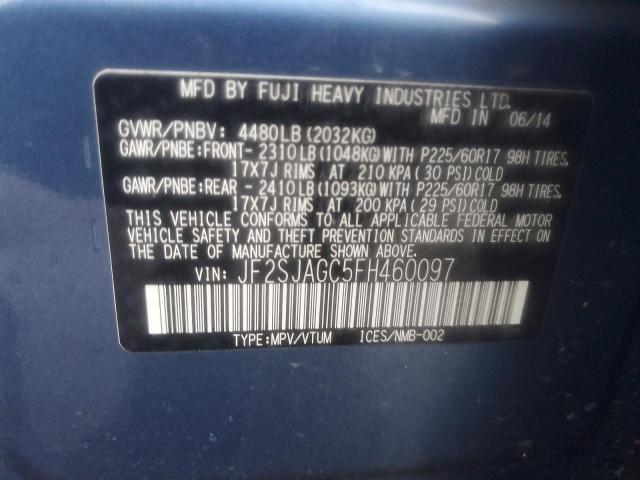 MFD BY FUJI HEAVY INDUSTRIES LTD.
MFD IN 06/14
GVWR/PNBV: 4480LB(2032KG)
GAWR/PNBE:FRONT- 2310LB(1048KG)WITH P225/60R17 98H TIRES,
17X7J RIMS AT 210 KPA(30 PSI)COLD
GAWR/PNBE:REAR - 2410LB(1093KG)WITH P225/60R17 98H TIRES,
17X7J RIMS AT 200 KPA(29 PSI)COLD
THIS VEHICLE CONFORMS TO ALL APPLICABLE FEDERAL MOTOR
VEHICLE SAFETY AND THEFT PREVENTION STANDARDS IN EFFECT ON
THE DATE OF MANUFACTURE SHOWN ABOVE.
VIN: JF2SJAGC5FH460097
TYPE:MPV/VTUM ICES/NMB-002